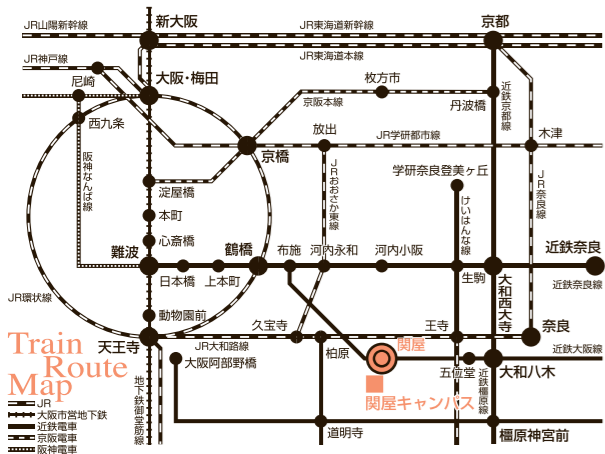 JR山陽新幹線
新大阪
JR東海道新幹線
京都
JR東海道本線
JR神戸線
尼崎
大阪・梅田
枚方市
京阪本線
丹波橋
近鉄京都線
西九条
放出
JR学研都市線
木津
京橋
阪神なんば線
JRおおさか東線
学研奈良登美ヶ丘
JR奈良線
淀屋橋
けいはんな線
本町
心斎橋
難波
鶴橋
布施
河内永和
河内小阪
近鉄奈良
日本橋
上本町
生駒
大和西大寺
近鉄奈良線
JR環状線
動物園前
久宝寺
王寺
奈良
天王寺
JR大和路線
柏原
関屋
近鉄大阪線
大阪阿部野橋
五位堂
大和八木
Train
Route
Map
地下鉄御堂筋線
関屋キャンパス
近鉄橿原線
JR
大阪市営地下鉄
近鉄電車
京阪電車
阪神電車
道明寺
橿原神宮前